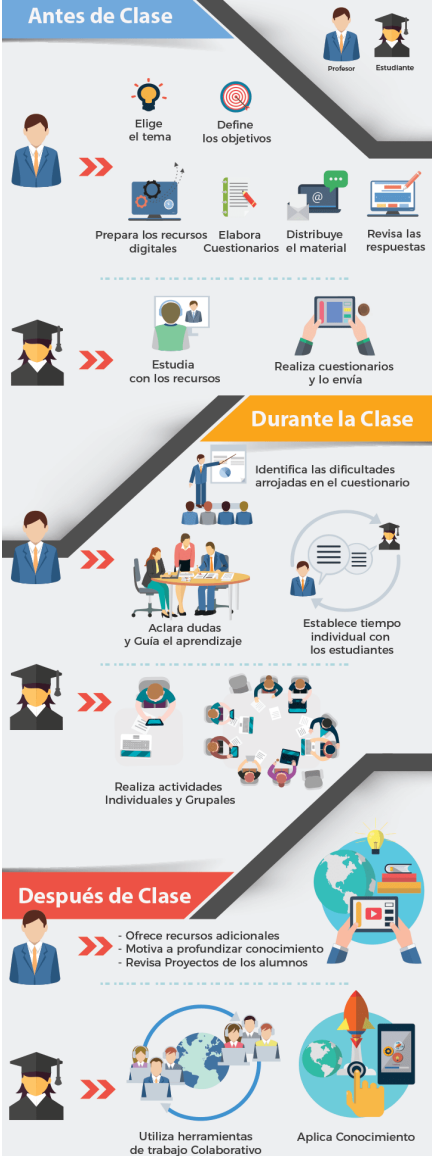 Antes de Clase
Profesor
Estudiante
Elige
el tema
Define
los objetivos
Prepara los recursos
digitales
Elabora
Cuestionarios
Distribuye
el material
Revisa las
respuestas
@
Estudia
con los recursos
Realiza cuestionarios
y lo envía
Durante la Clase
Identifica las dificultades
arrojadas en el cuestionario
Aclara dudas
y Guía el aprendizaje
Establece tiempo
individual con
los estudiantes
Realiza actividades
Individuales y Grupales
Después de Clase
- Ofrece recursos adicionales
- Motiva a profundizar conocimiento
- Revisa Proyectos de los alumnos
Utiliza herramientas
de trabajo Colaborativo
Aplica Conocimiento